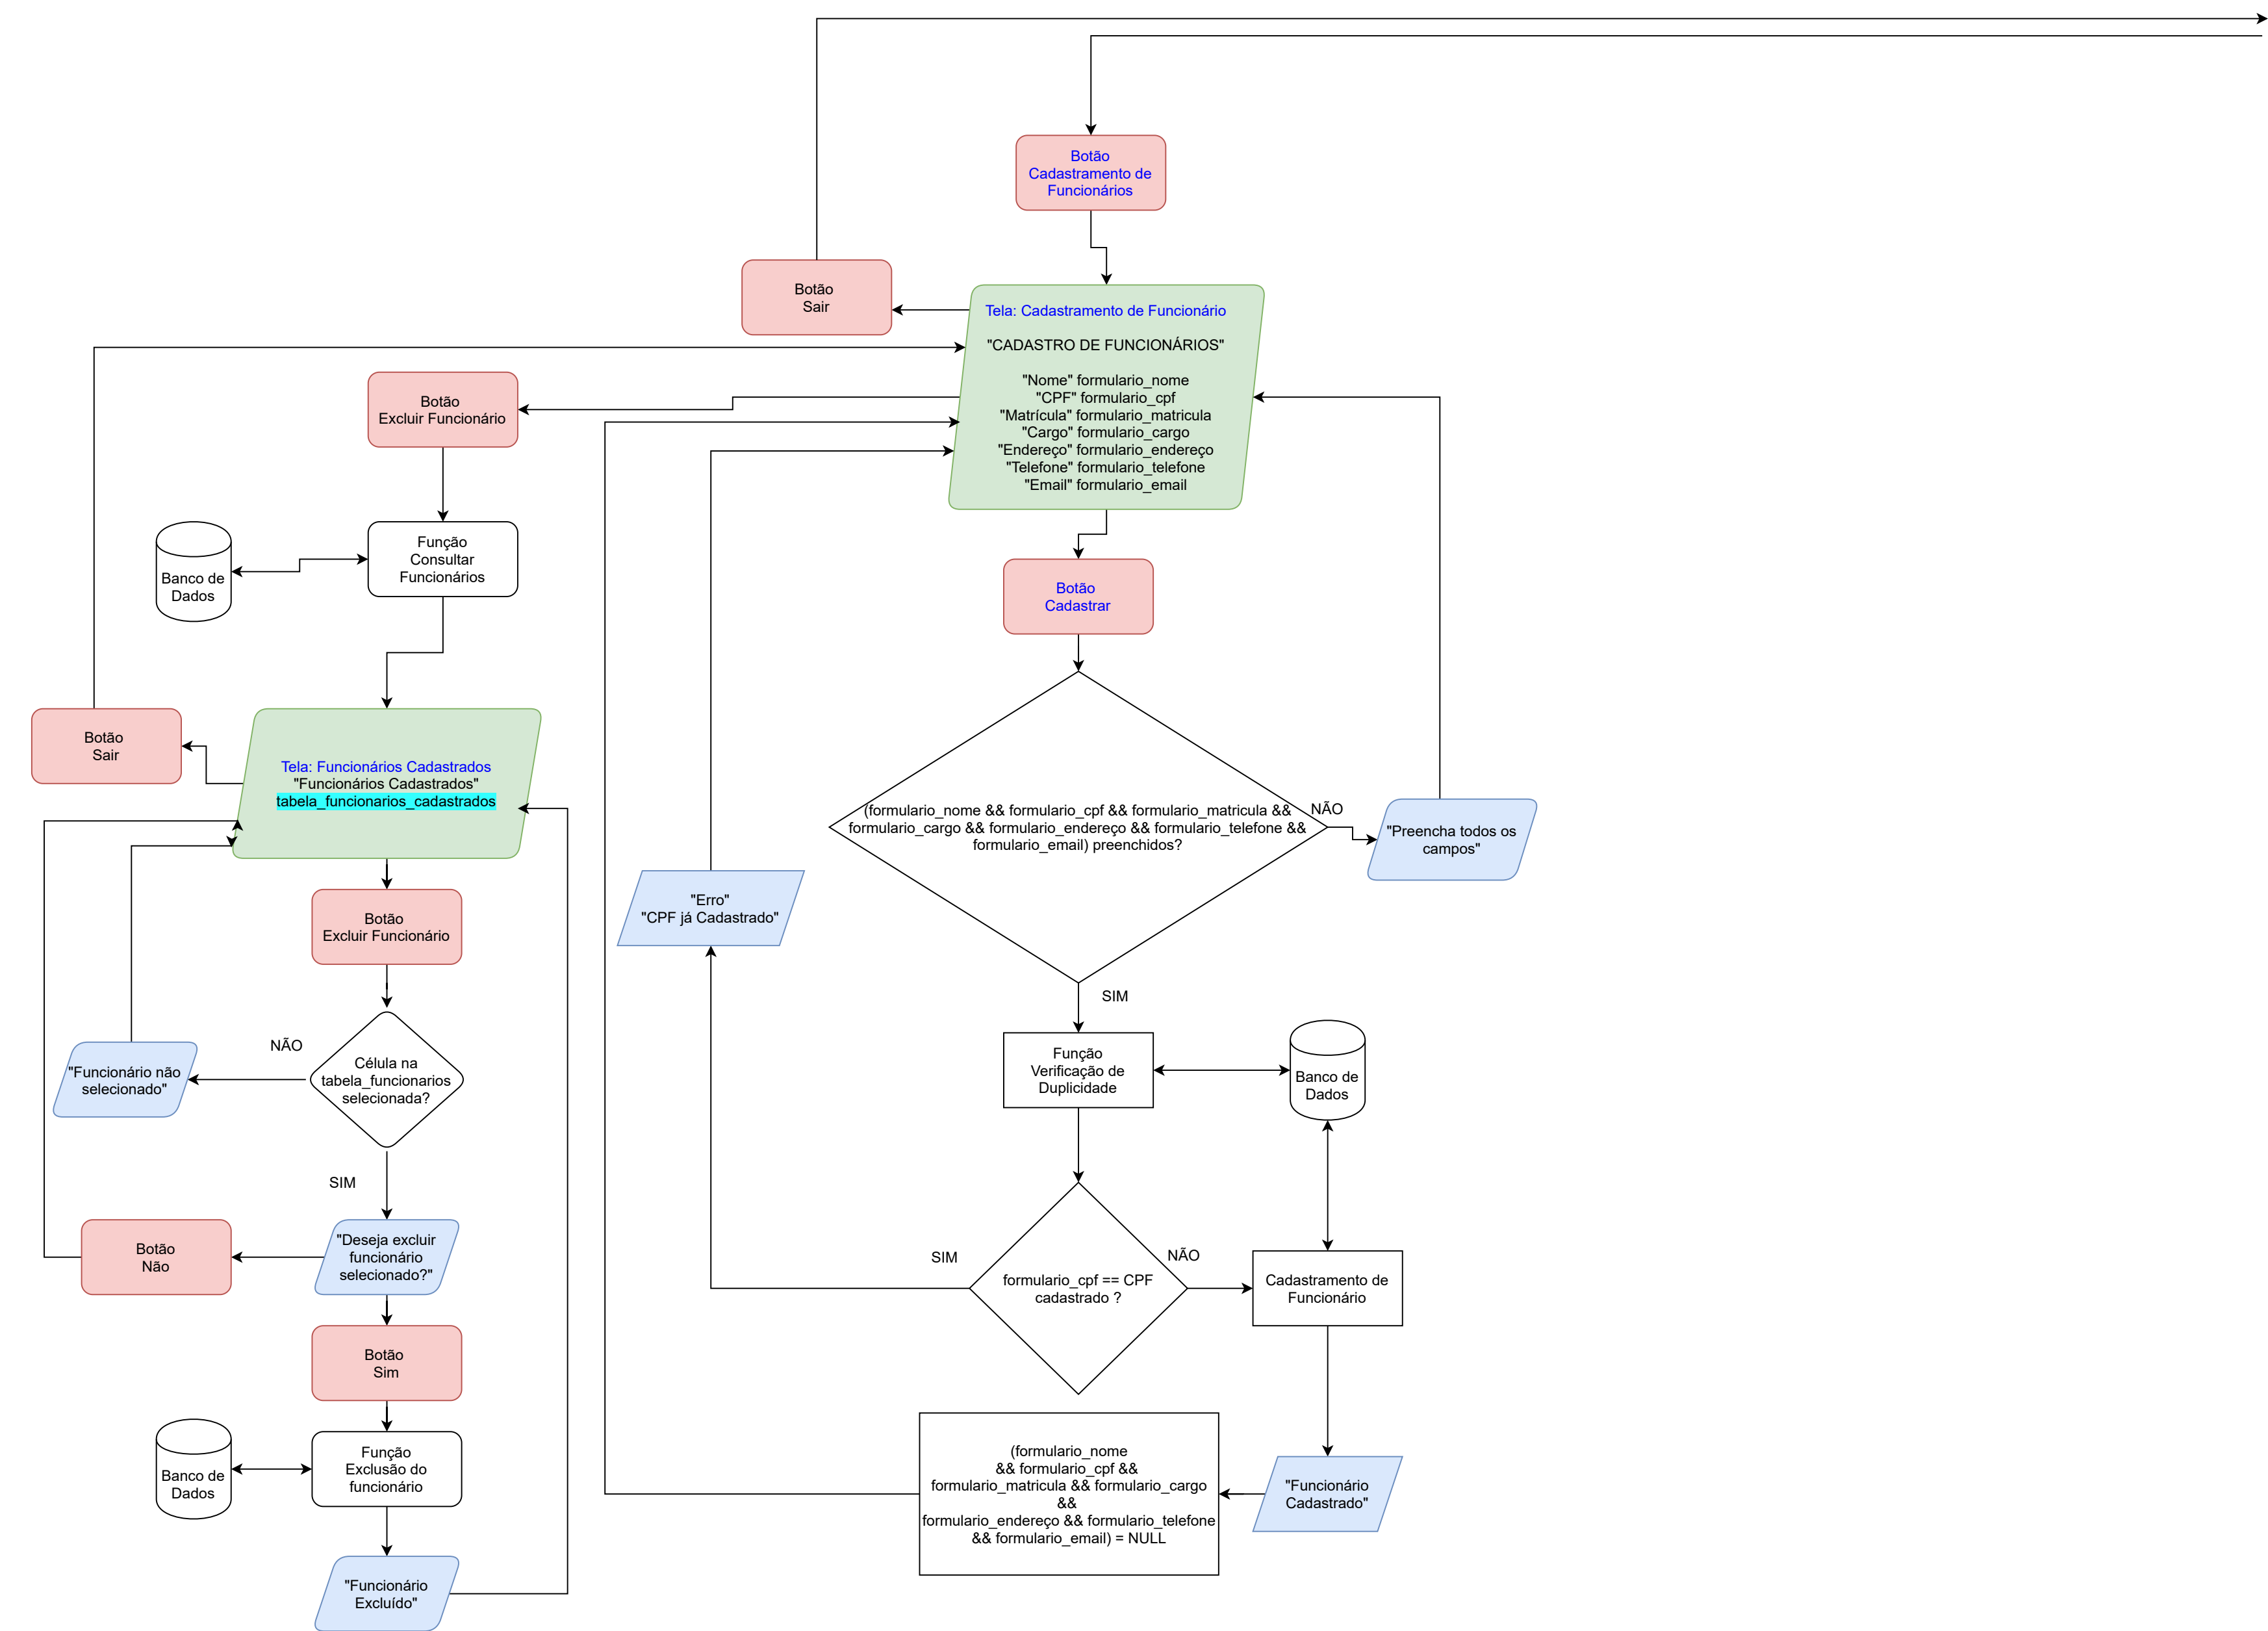 Botão
Cadastramento de
Funcionários
Botão
Sair
Tela: Cadastramento de Funcionário
"CADASTRO DE FUNCIONÁRIOS"
"Nome" formulario_nome
"CPF" formulario_cpf
"Matrícula" formulario_matricula
"Cargo" formulario_cargo
"Endereço" formulario_endereço
"Telefone" formulario_telefone
"Email" formulario_email
Botão
Excluir Funcionário
Função
Consultar
Funcionários
Banco de
Dados
Botão
Cadastrar
Botão
Sair
Tela: Funcionários Cadastrados
"Funcionários Cadastrados"
tabela_funcionarios_cadastrados
(formulario_nome && formulario_cpf && formulario_matricula &&
formulario_cargo && formulario_endereço && formulario_telefone &&
formulario_email) preenchidos?
NÃO
"Preencha todos os
campos"
"Erro"
"CPF já Cadastrado"
Botão
Excluir Funcionário
SIM
NÃO
Célula na
tabela_funcionarios
selecionada?
"Funcionário não
selecionado"
Função
Verificação de
Duplicidade
Banco de
Dados
SIM
"Deseja excluir
funcionário
selecionado?"
Botão
Não
SIM
NÃO
formulario_cpf == CPF
cadastrado ?
Cadastramento de
Funcionário
Botão
Sim
Função
Exclusão do
funcionário
Banco de
Dados
(formulario_nome
&& formulario_cpf &&
formulario_matricula && formulario_cargo
&&
formulario_endereço && formulario_telefone
&& formulario_email) = NULL
"Funcionário
Cadastrado"
"Funcionário
Excluído"